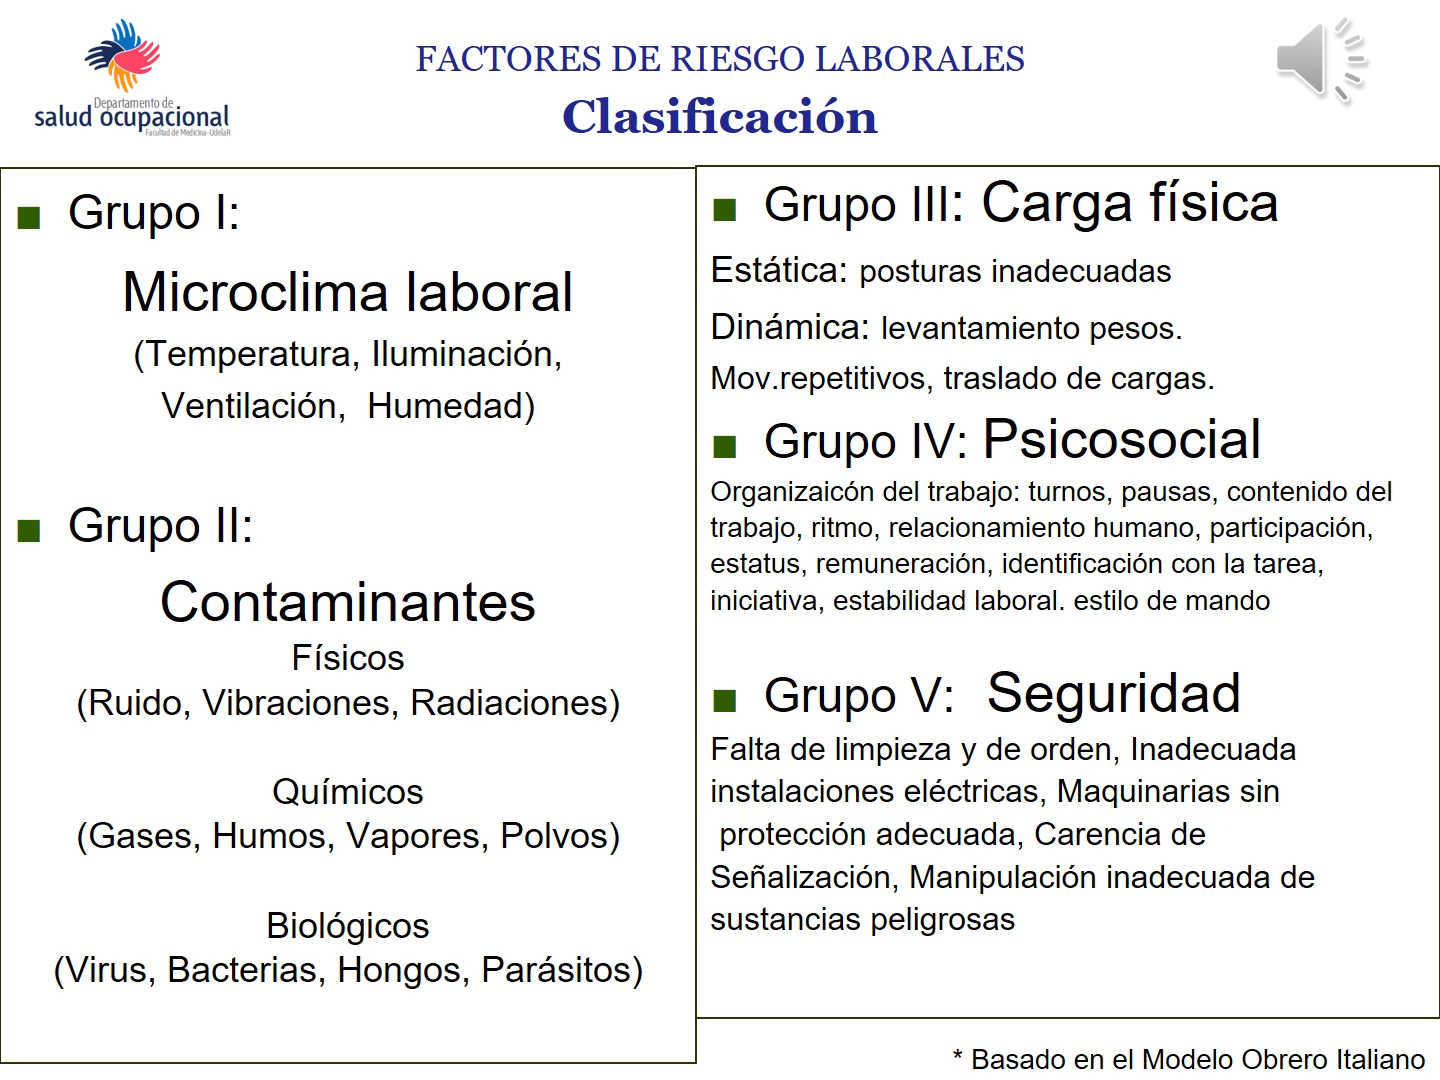 Departamento de
salud ocupacional
Facultad de Medicina-UdelaR
FACTORES DE RIESGO LABORALES
Clasificación
Grupo I:
Microclima laboral
(Temperatura, Iluminación,
Ventilación, Humedad)
Grupo II:
Contaminantes
Físicos
(Ruido, Vibraciones, Radiaciones)
Químicos
(Gases, Humos, Vapores, Polvos)
Biológicos
(Virus, Bacterias, Hongos, Parásitos)
Grupo III: Carga física
Estática: posturas inadecuadas
Dinámica: levantamiento pesos.
Mov.repetitivos, traslado de cargas.
Grupo IV: Psicosocial
Organizaicón del trabajo: turnos, pausas, contenido del
trabajo, ritmo, relacionamiento humano, participación,
estatus, remuneración, identificación con la tarea,
iniciativa, estabilidad laboral. estilo de mando
Grupo V: Seguridad
Falta de limpieza y de orden, Inadecuada
instalaciones eléctricas, Maquinarias sin
protección adecuada, Carencia de
Señalización, Manipulación inadecuada de
sustancias peligrosas
* Basado en el Modelo Obrero Italiano